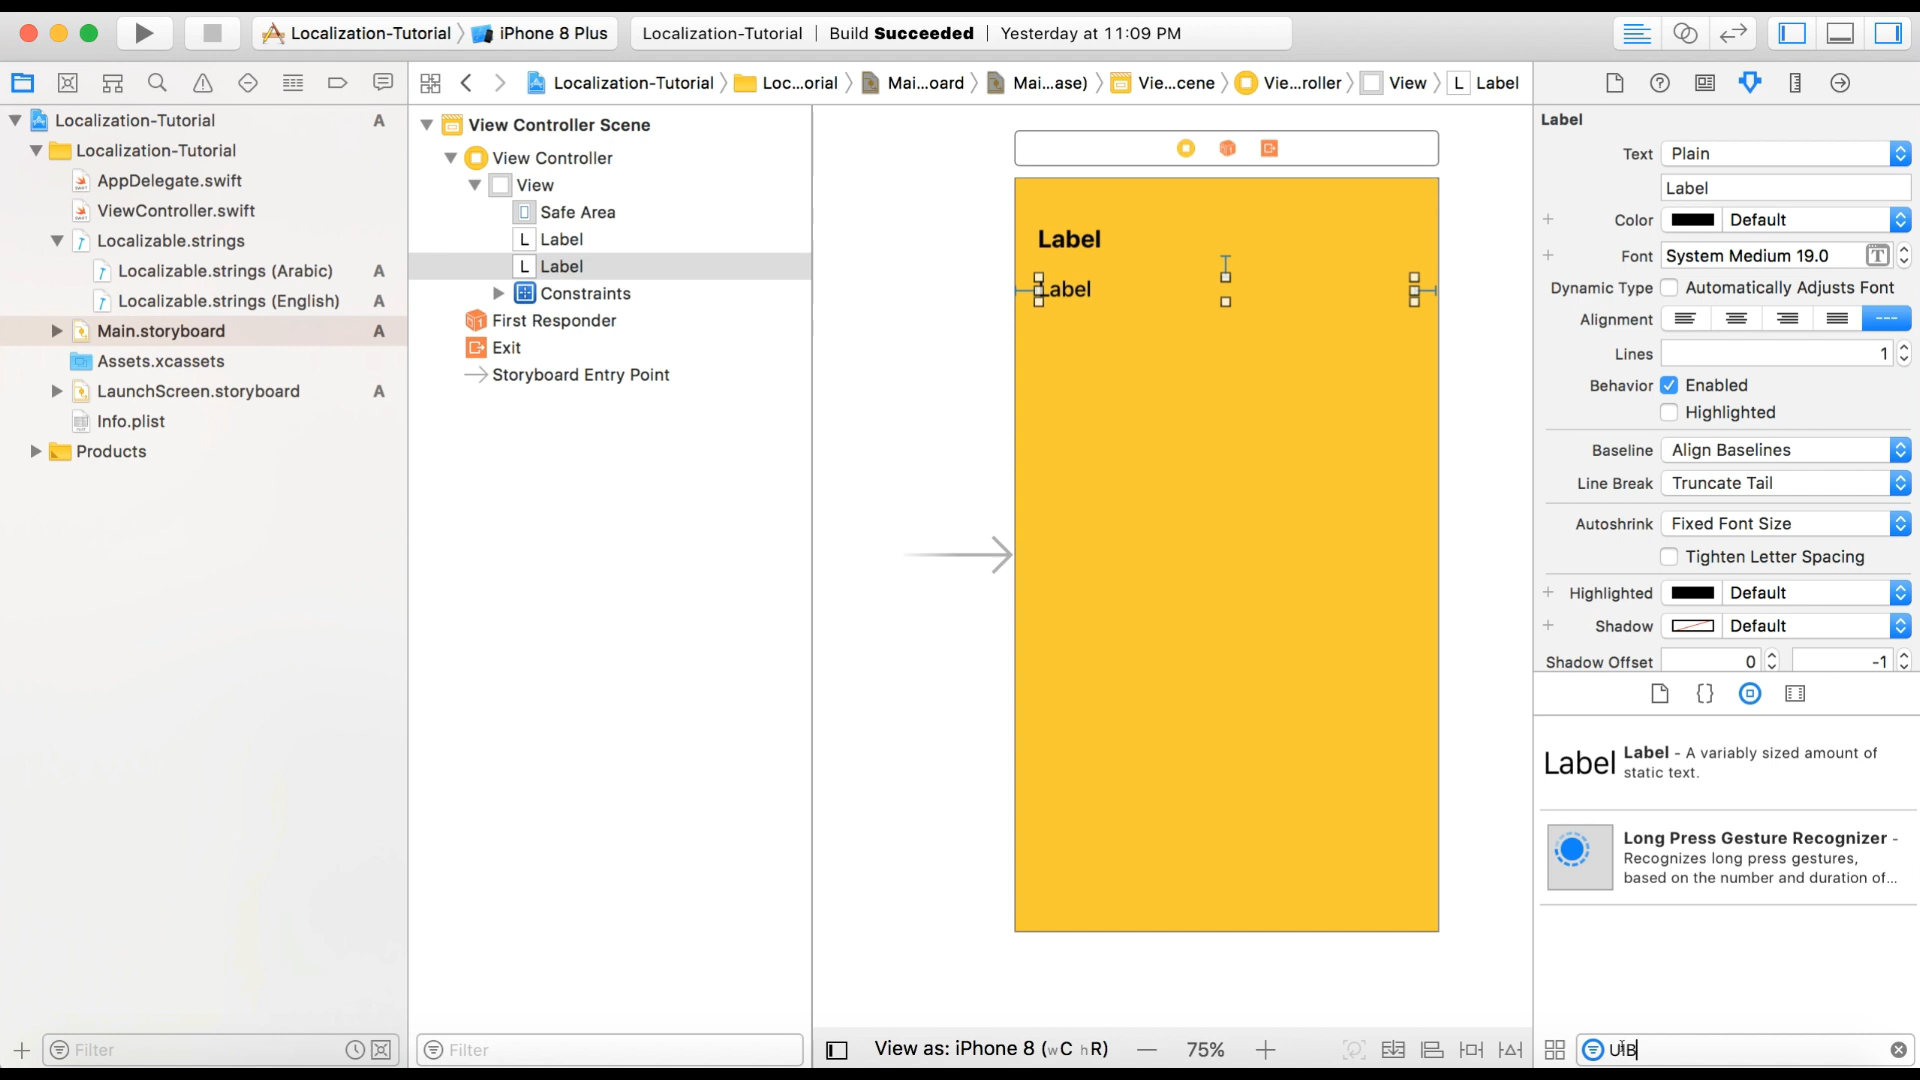 Localization-Tutorial
iPhone 8 Plus
Localization-Tutorial
Build Succeeded
Yesterday at 11:09 PM
Localization-Tutorial
Loc...orial
Mai...oard
Mai...ase)
Vie...cene
Vie...roller
View
L Label
Localization-Tutorial A
Localization-Tutorial
AppDelegate.swift
ViewController.swift
Localizable.strings
Localizable.strings (Arabic) A
Localizable.strings (English) A
Main.storyboard A
Assets.xcassets
LaunchScreen.storyboard A
Info.plist
Products
Filter
View Controller Scene
View Controller
View
Safe Area
L Label
L Label
Constraints
First Responder
Exit
Storyboard Entry Point
Filter
Label
Label
View as: iPhone 8 (wC hR)
75%
Label
Text Plain
Label
Color Default
Font System Medium 19.0 T
Dynamic Type Automatically Adjusts Font
Alignment ---
Lines 1
Behavior Enabled
Highlighted
Baseline Align Baselines
Line Break Truncate Tail
Autoshrink Fixed Font Size
Tighten Letter Spacing
Highlighted Default
Shadow Default
Shadow Offset 0 -1
Label
Label - A variably sized amount of
static text.
Long Press Gesture Recognizer -
Recognizes long press gestures,
based on the number and duration of...
UIB